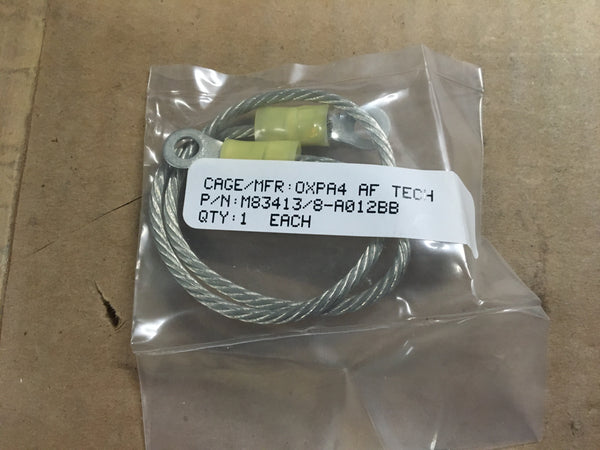 CAGE/MFR:OXPA4 AF TECH
P/N:M83413/8-A012BB
QTY:1 EACH